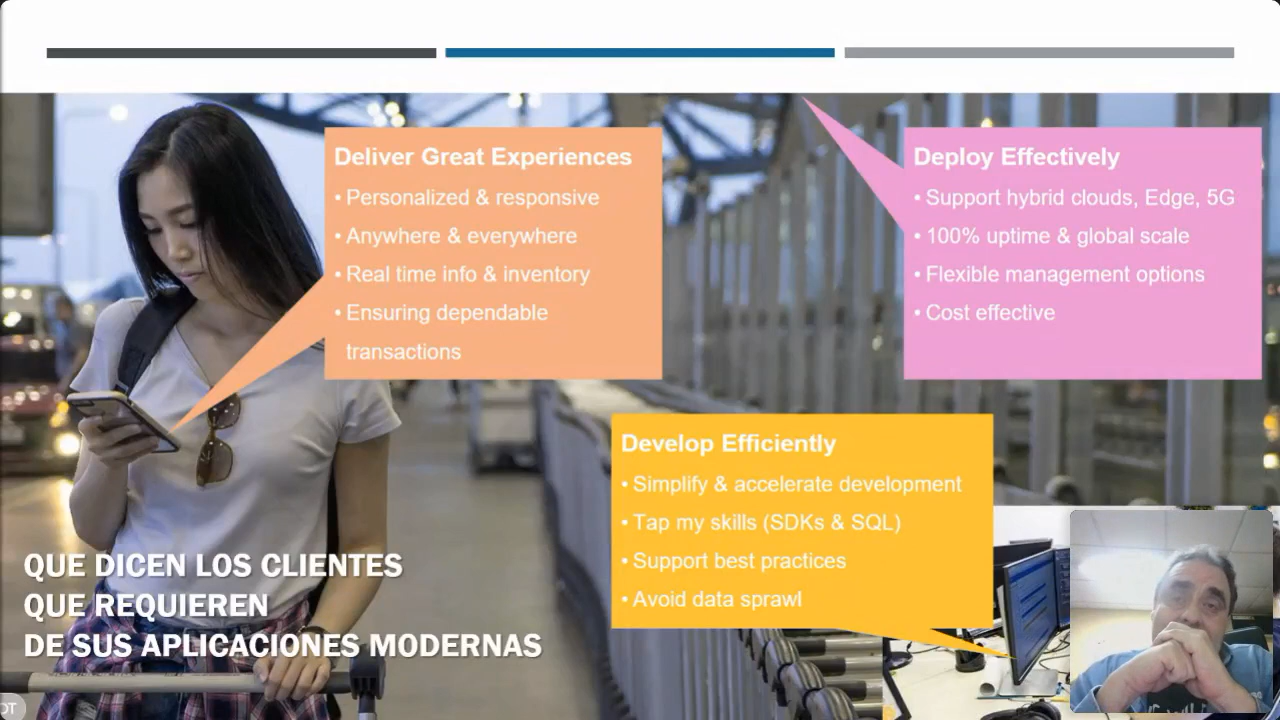 Deliver Great Experiences
• Personalized & responsive
• Anywhere & everywhere
• Real time info & inventory
• Ensuring dependable
transactions
Deploy Effectively
• Support hybrid clouds, Edge, 5G
• 100% uptime & global scale
• Flexible management options
• Cost effective
Develop Efficiently
• Simplify & accelerate development
• Tap my skills (SDKs & SQL)
• Support best practices
• Avoid data sprawl
QUE DICEN LOS CLIENTES
QUE REQUIEREN
DE SUS APLICACIONES MODERNAS